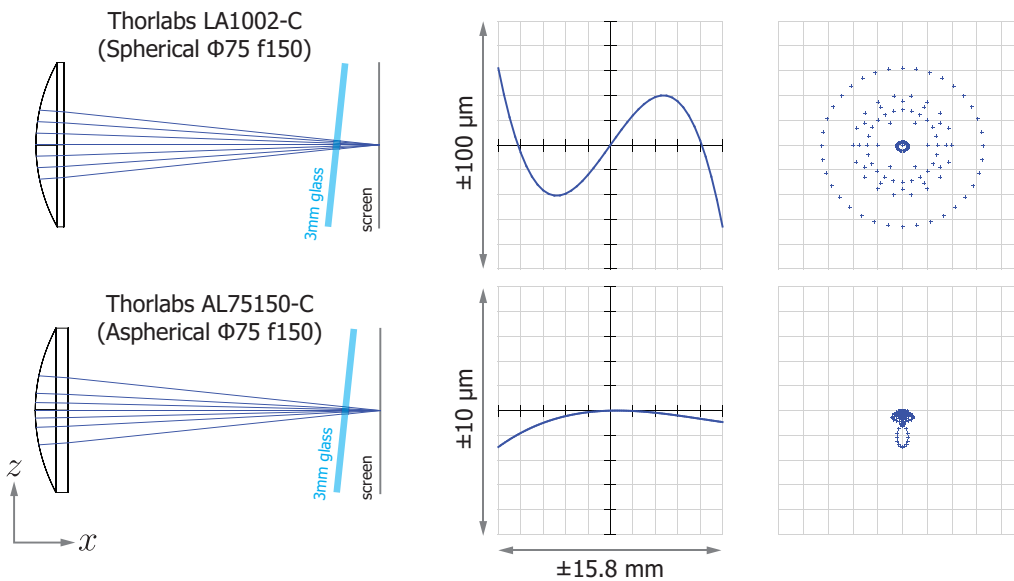 Thorlabs LA1002-C
(Spherical Φ75 f150)
3mm glass
screen
±100 µm
Thorlabs AL75150-C
(Aspherical Φ75 f150)
3mm glass
screen
±10 µm
z
x
±15.8 mm